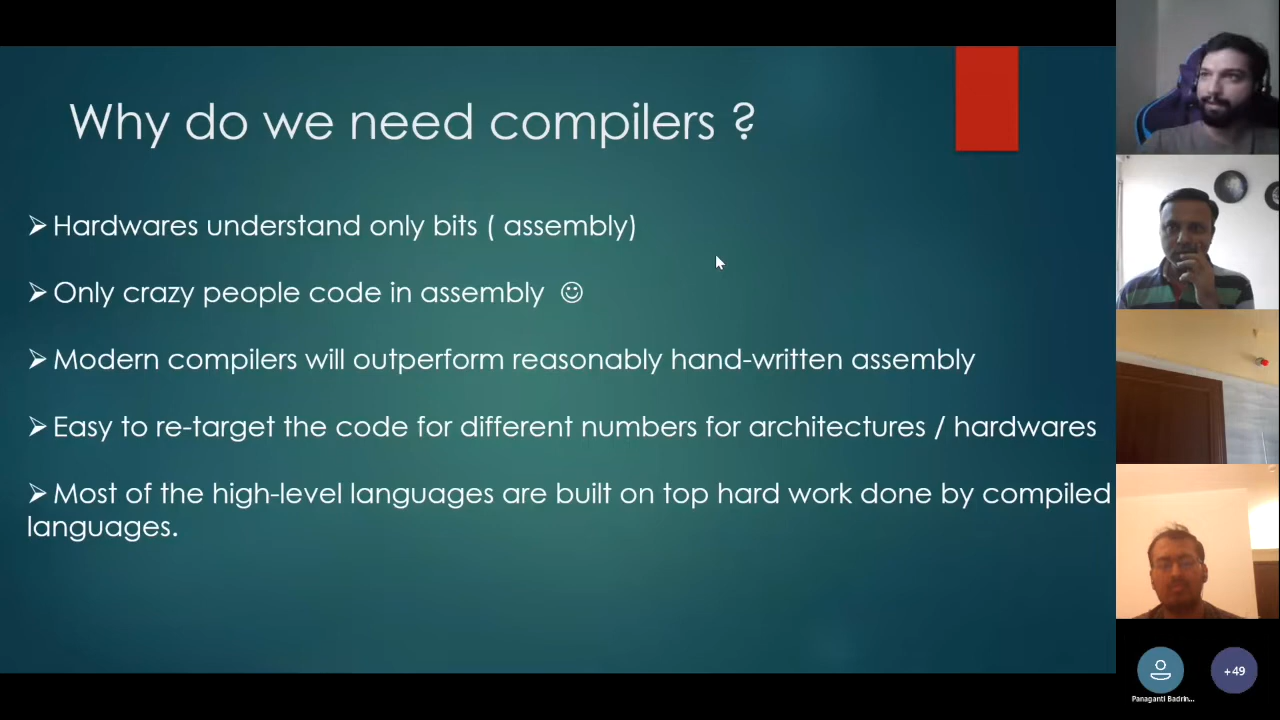 Why do we need compilers ?
➢ Hardwares understand only bits ( assembly)
➢ Only crazy people code in assembly ☺
➢ Modern compilers will outperform reasonably hand-written assembly
➢ Easy to re-target the code for different numbers for architectures / hardwares
➢ Most of the high-level languages are built on top hard work done by compiled
languages.
+49
Panaganti Badrin...